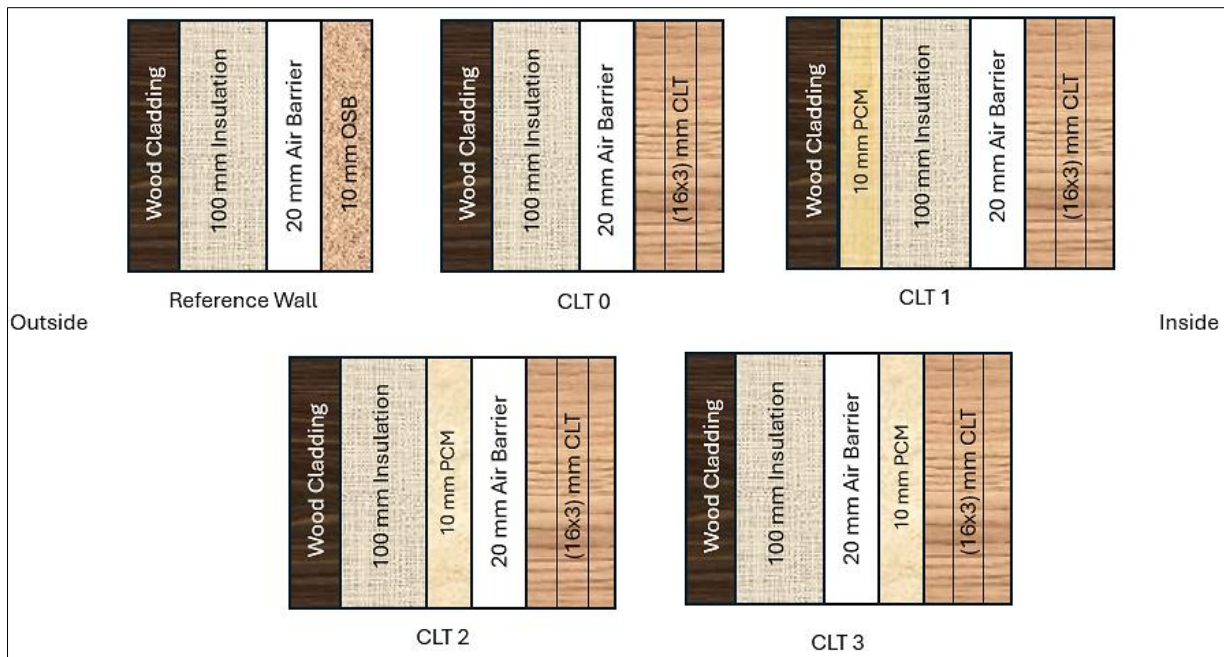 Wood Cladding
100 mm Insulation
20 mm Air Barrier
10 mm OSB
Reference Wall
Wood Cladding
100 mm Insulation
20 mm Air Barrier
(16x3) mm CLT
CLT 0
Wood Cladding
10 mm PCM
100 mm Insulation
20 mm Air Barrier
(16x3) mm CLT
CLT 1
Outside
Inside
Wood Cladding
100 mm Insulation
10 mm PCM
20 mm Air Barrier
(16x3) mm CLT
CLT 2
Wood Cladding
100 mm Insulation
20 mm Air Barrier
10 mm PCM
(16x3) mm CLT
CLT 3